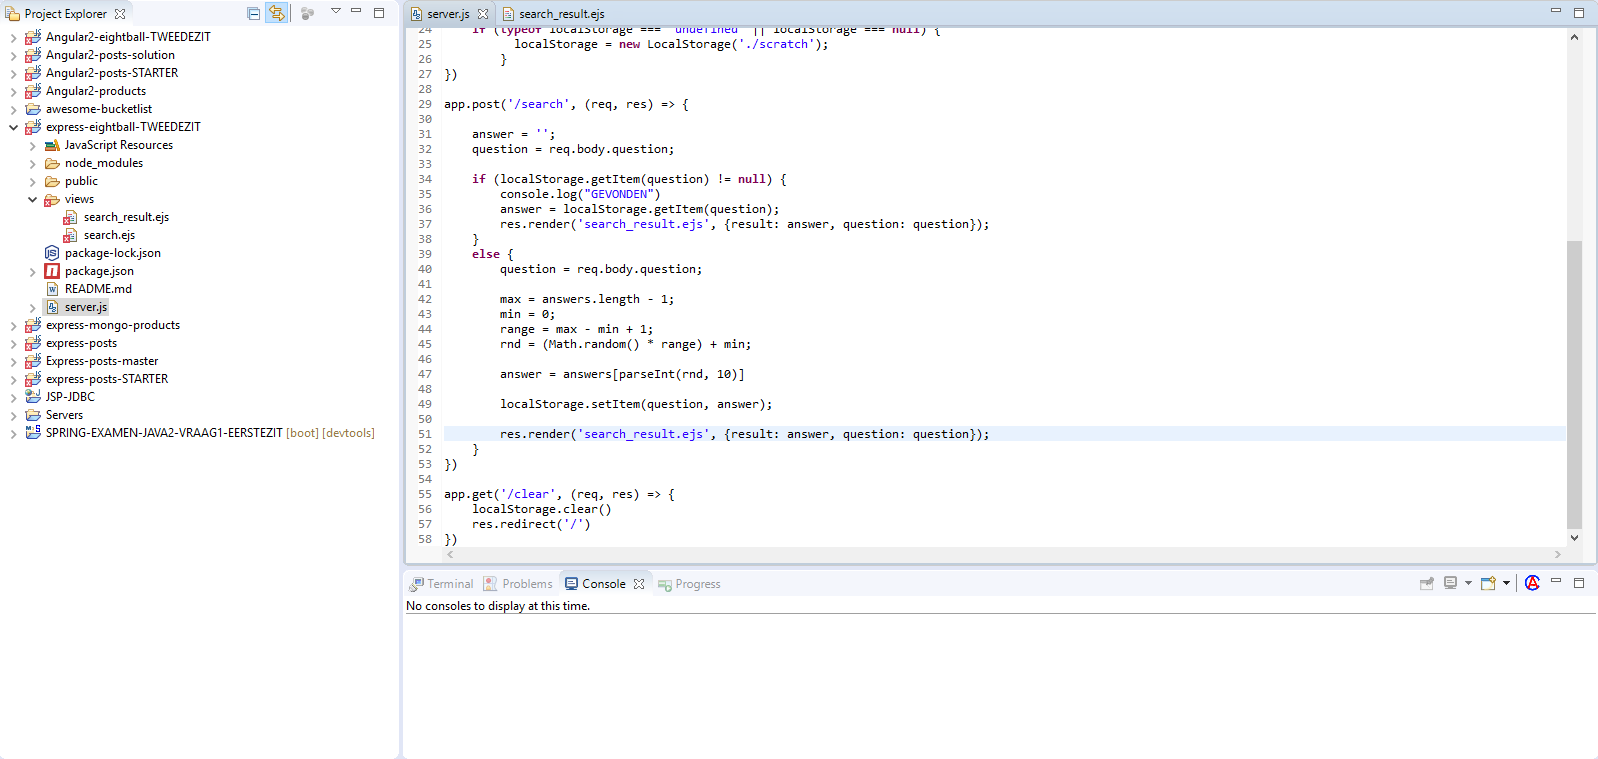 Project Explorer
Angular2-eightball-TWEEDEZIT
Angular2-posts-solution
Angular2-posts-STARTER
Angular2-products
awesome-bucketlist
express-eightball-TWEEDEZIT
JavaScript Resources
node_modules
public
views
search_result.ejs
search.ejs
package-lock.json
package.json
README.md
server.js
express-mongo-products
express-posts
Express-posts-master
express-posts-STARTER
JSP-JDBC
Servers
SPRING-EXAMEN-JAVA2-VRAAG1-EERSTEZIT [boot] [devtools]
server.js search_result.ejs
24 if (typeof localStorage === "undefined" || localStorage === null) {
25 localStorage = new LocalStorage('./scratch');
26 }
27 })
28
29 app.post('/search', (req, res) => {
30
31 answer = '';
32 question = req.body.question;
33
34 if (localStorage.getItem(question) != null) {
35 console.log("GEVONDEN")
36 answer = localStorage.getItem(question);
37 res.render('search_result.ejs', {result: answer, question: question});
38 }
39 else {
40 question = req.body.question;
41
42 max = answers.length - 1;
43 min = 0;
44 range = max - min + 1;
45 rnd = (Math.random() * range) + min;
46
47 answer = answers[parseInt(rnd, 10)]
48
49 localStorage.setItem(question, answer);
50
51 res.render('search_result.ejs', {result: answer, question: question});
52 }
53 })
54
55 app.get('/clear', (req, res) => {
56 localStorage.clear()
57 res.redirect('/')
58 })
Terminal Problems Console Progress
No consoles to display at this time.